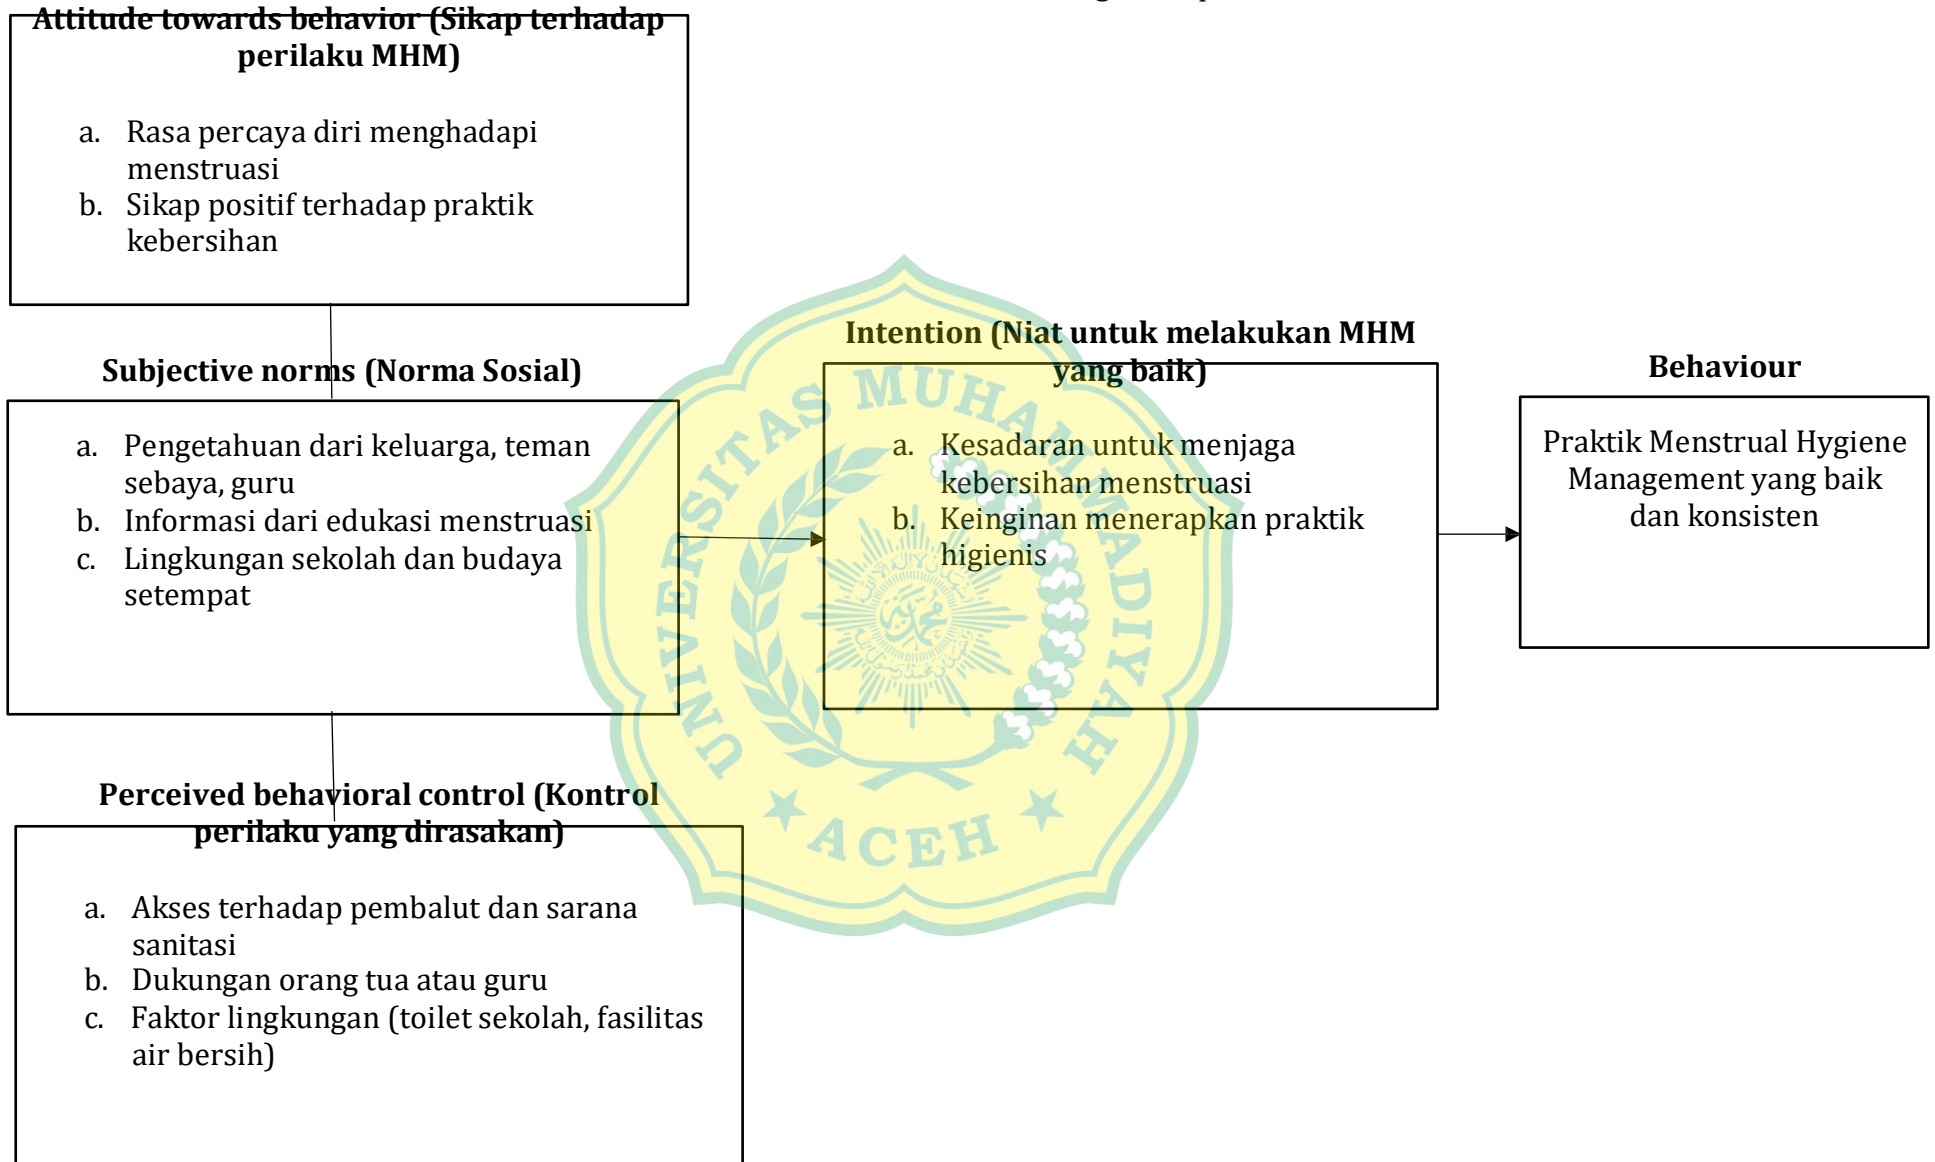 Attitude towards behavior (Sikap terhadap
perilaku MHM)
a. Rasa percaya diri menghadapi
menstruasi
b. Sikap positif terhadap praktik
kebersihan
Subjective norms (Norma Sosial)
a. Pengetahuan dari keluarga, teman
sebaya, guru
b. Informasi dari edukasi menstruasi
c. Lingkungan sekolah dan budaya
setempat
Perceived behavioral control (Kontrol
perilaku yang dirasakan)
a. Akses terhadap pembalut dan sarana
sanitasi
b. Dukungan orang tua atau guru
c. Faktor lingkungan (toilet sekolah, fasilitas
air bersih)
Intention (Niat untuk melakukan MHM
yang baik)
a. Kesadaran untuk menjaga
kebersihan menstruasi
b. Keinginan menerapkan praktik
higienis
Behaviour
Praktik Menstrual Hygiene
Management yang baik
dan konsisten
UNIVERSITAS MUHAMMADIYAH
ACEH